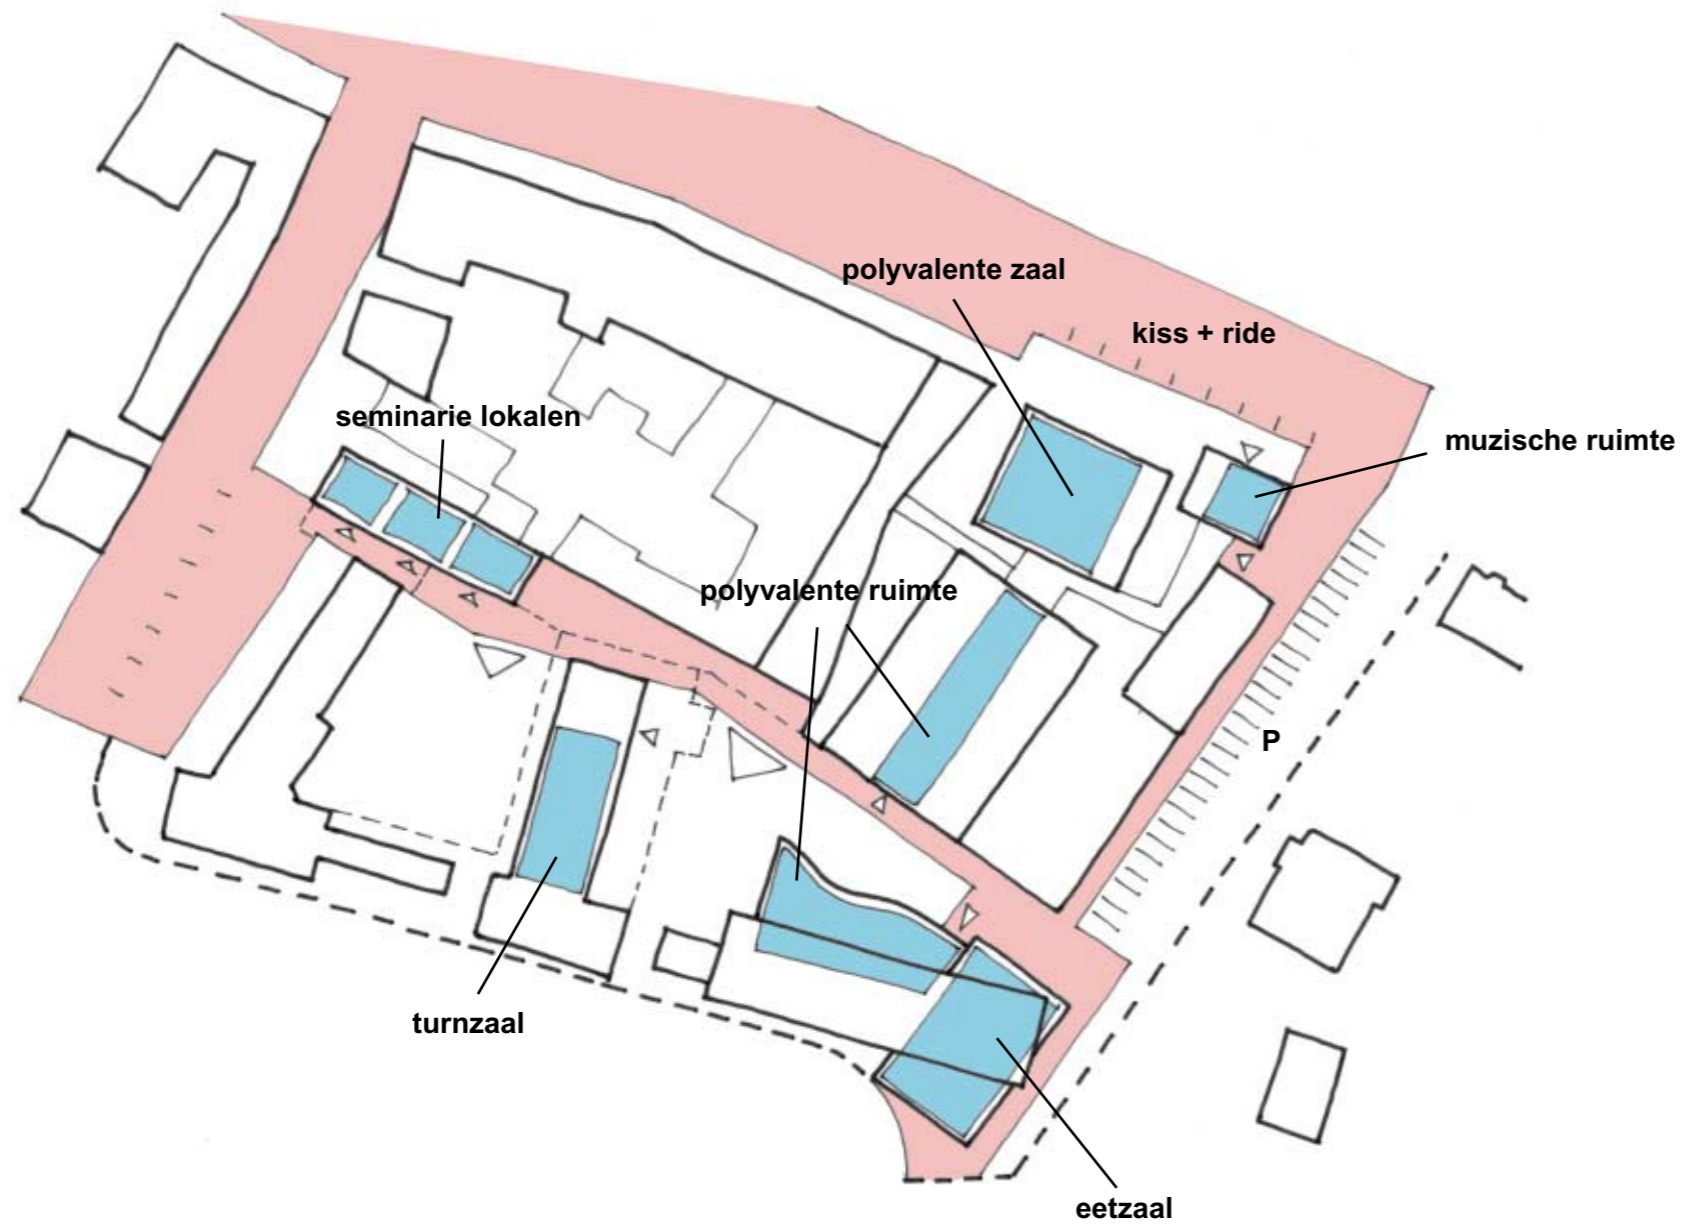 polyvalente zaal
kiss + ride
seminarie lokalen
muzische ruimte
polyvalente ruimte
P
turnzaal
eetzaal